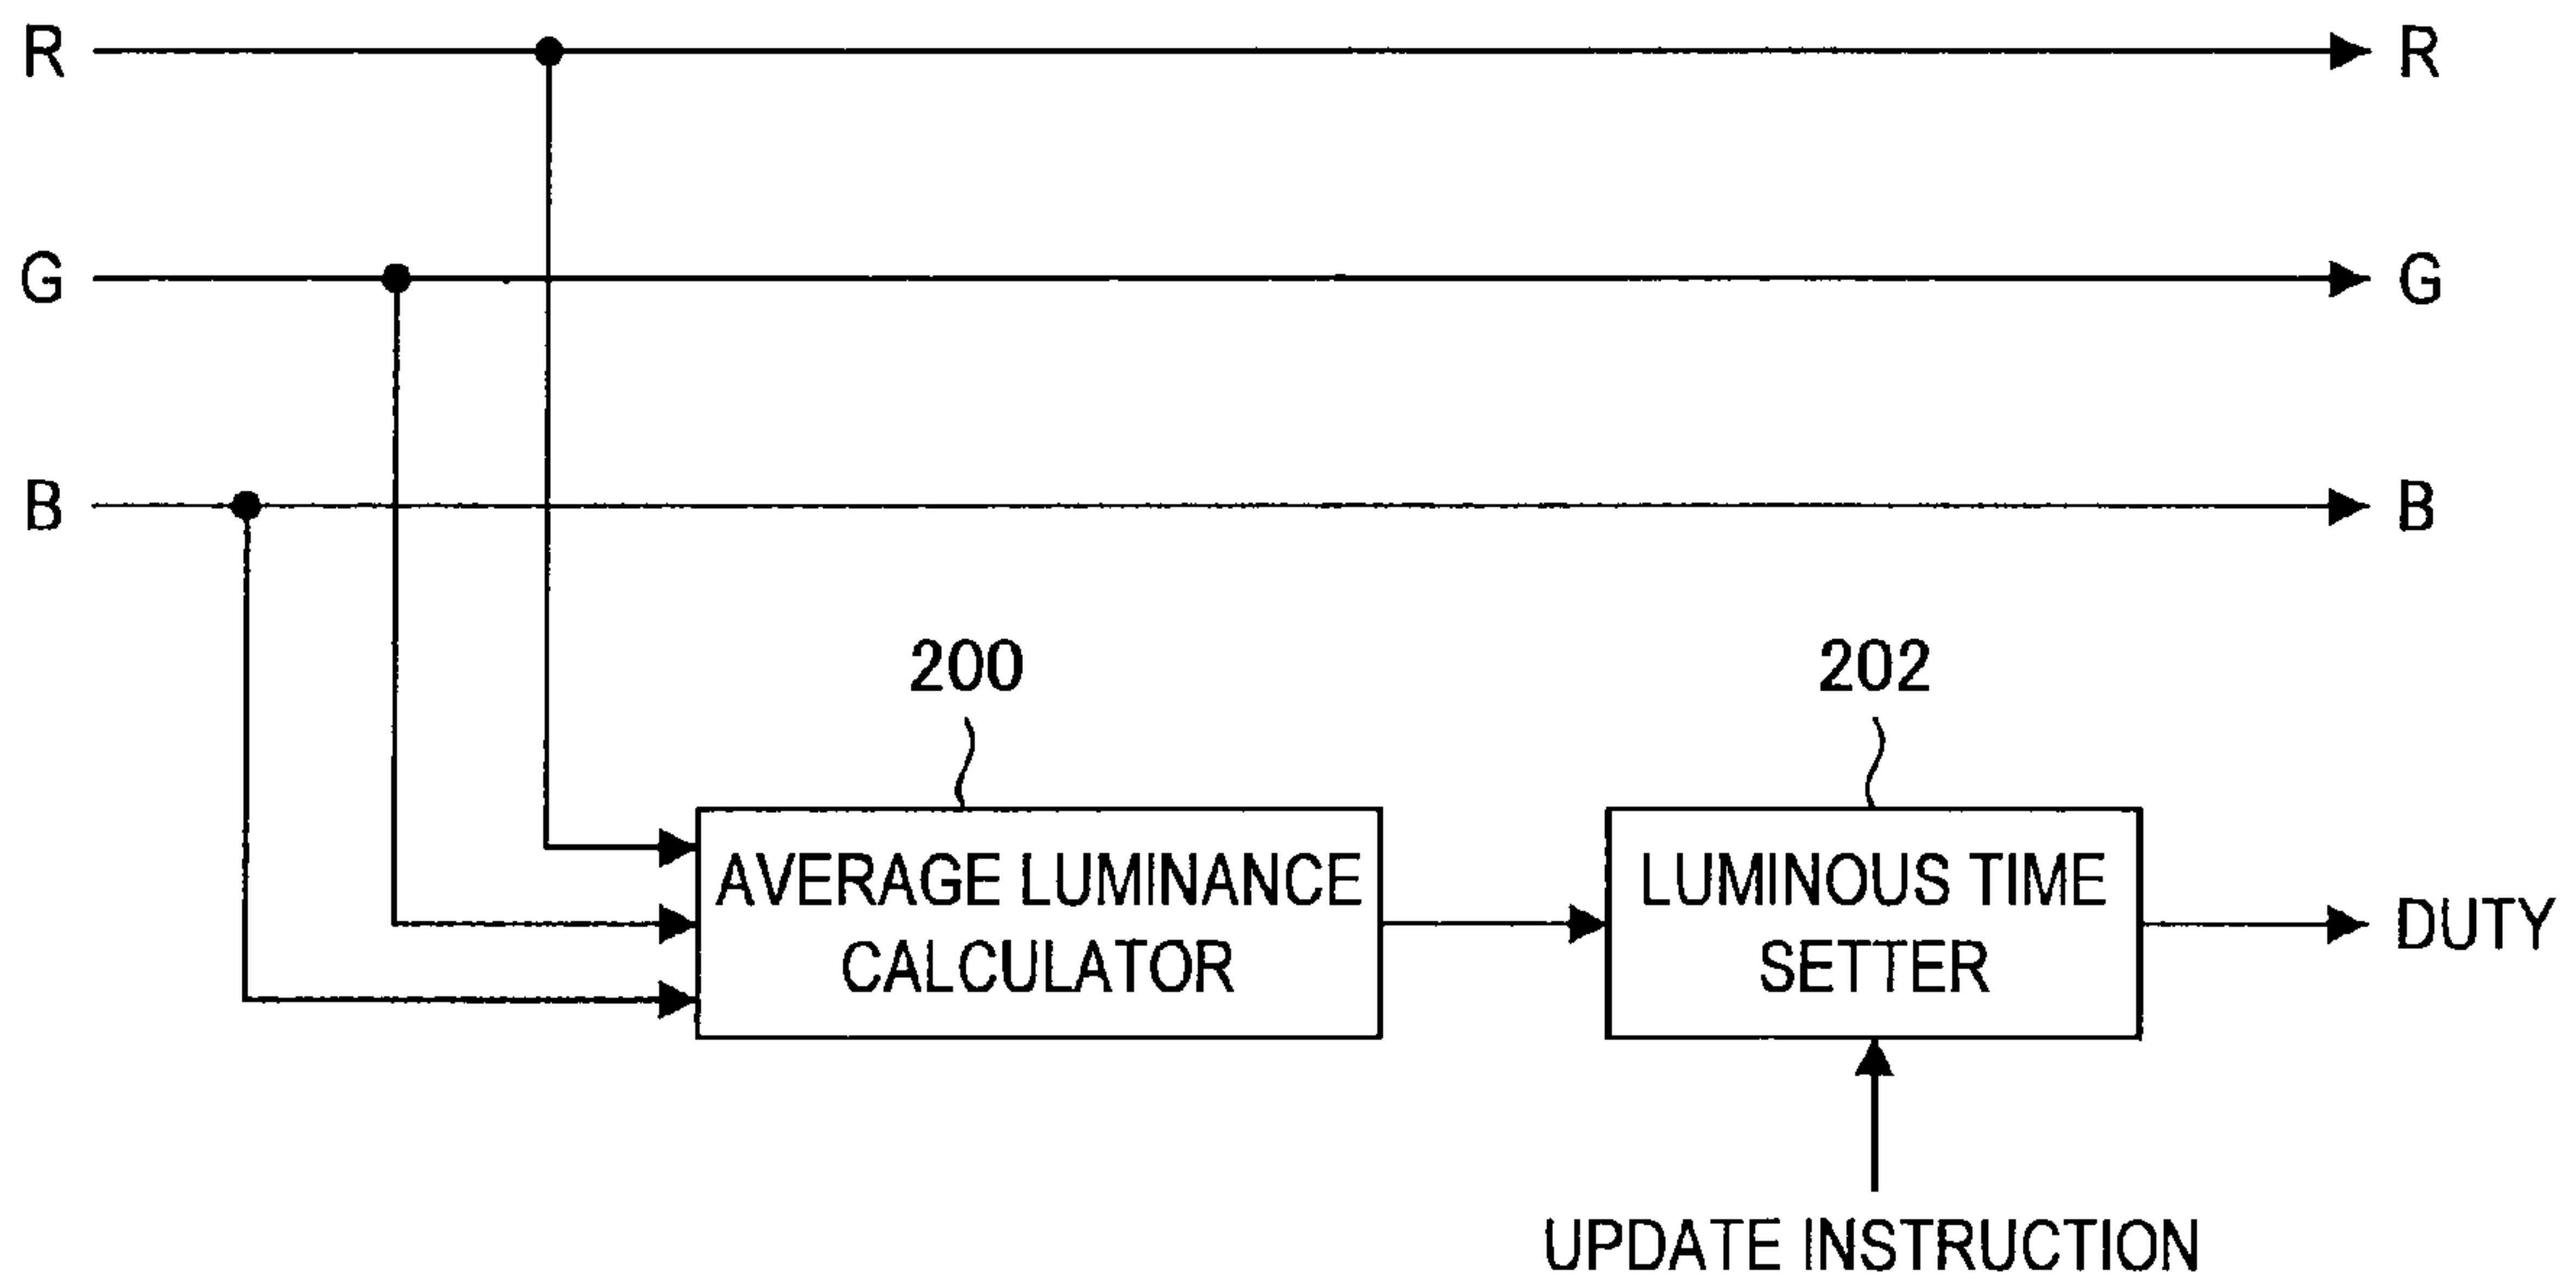 R
R
G
G
B
B
200
202
AVERAGE LUMINANCE
CALCULATOR
LUMINOUS TIME
SETTER
DUTY
UPDATE INSTRUCTION